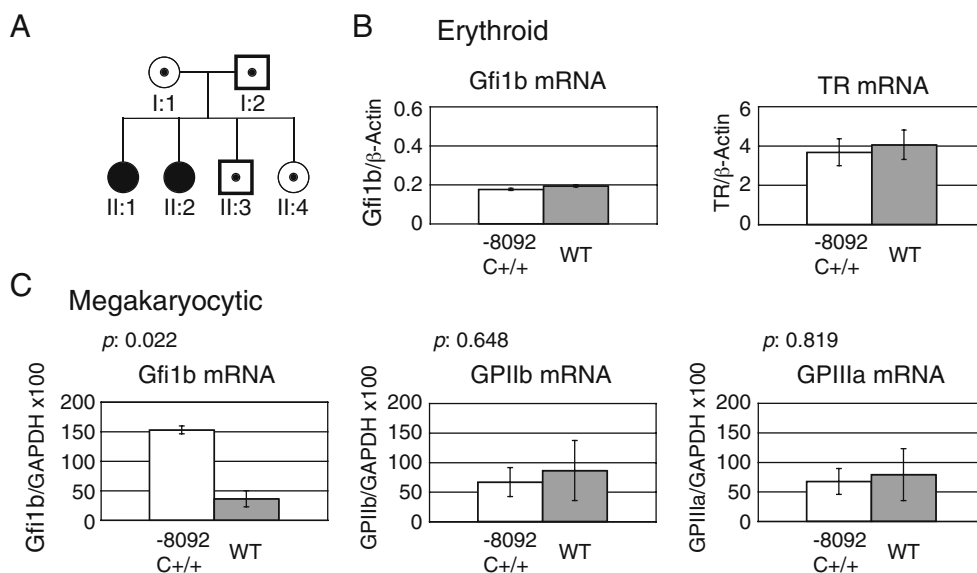 A
I:1
I:2
II:1
II:2
II:3
II:4
B
Erythroid
Gfi1b mRNA
Gfi1b/β-Actin
0.6
0.4
0.2
0
-8092
C+/+
WT
TR mRNA
TR/β-Actin
6
4
2
0
-8092
C+/+
WT
C
Megakaryocytic
p: 0.022
Gfi1b mRNA
Gfi1b/GAPDH x100
200
150
100
50
0
-8092
C+/+
WT
p: 0.648
GPIIb mRNA
GPIIb/GAPDH x100
200
150
100
50
0
-8092
C+/+
WT
p: 0.819
GPIIIa mRNA
GPIIIa/GAPDH x100
200
150
100
50
0
-8092
C+/+
WT